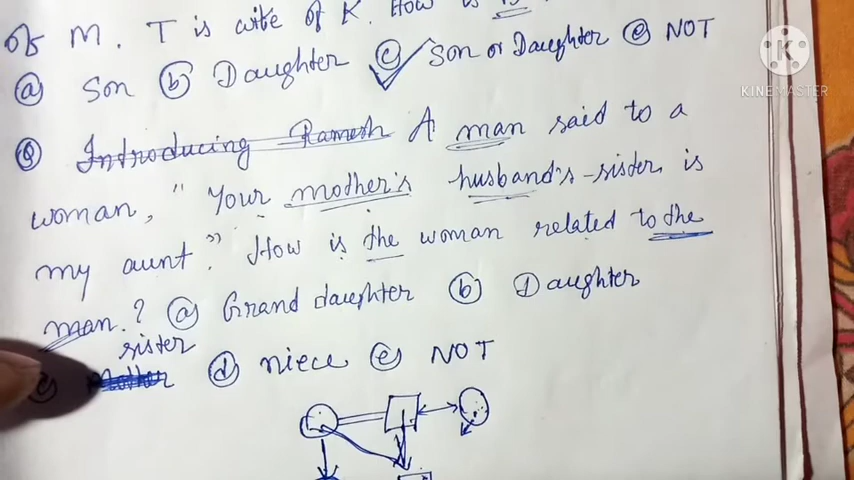 of M. T is wife of K. How is
(a) Son (b) Daughter (c) Son or Daughter (e) NOT
K
KINEMASTER
(Q) Introducing Ramesh A man said to a
woman, "Your mother's husband's sister is
my aunt." How is the woman related to the
man.? (a) Grand daughter (b) Daughter
sister
(c) Mother (d) niece (e) NOT